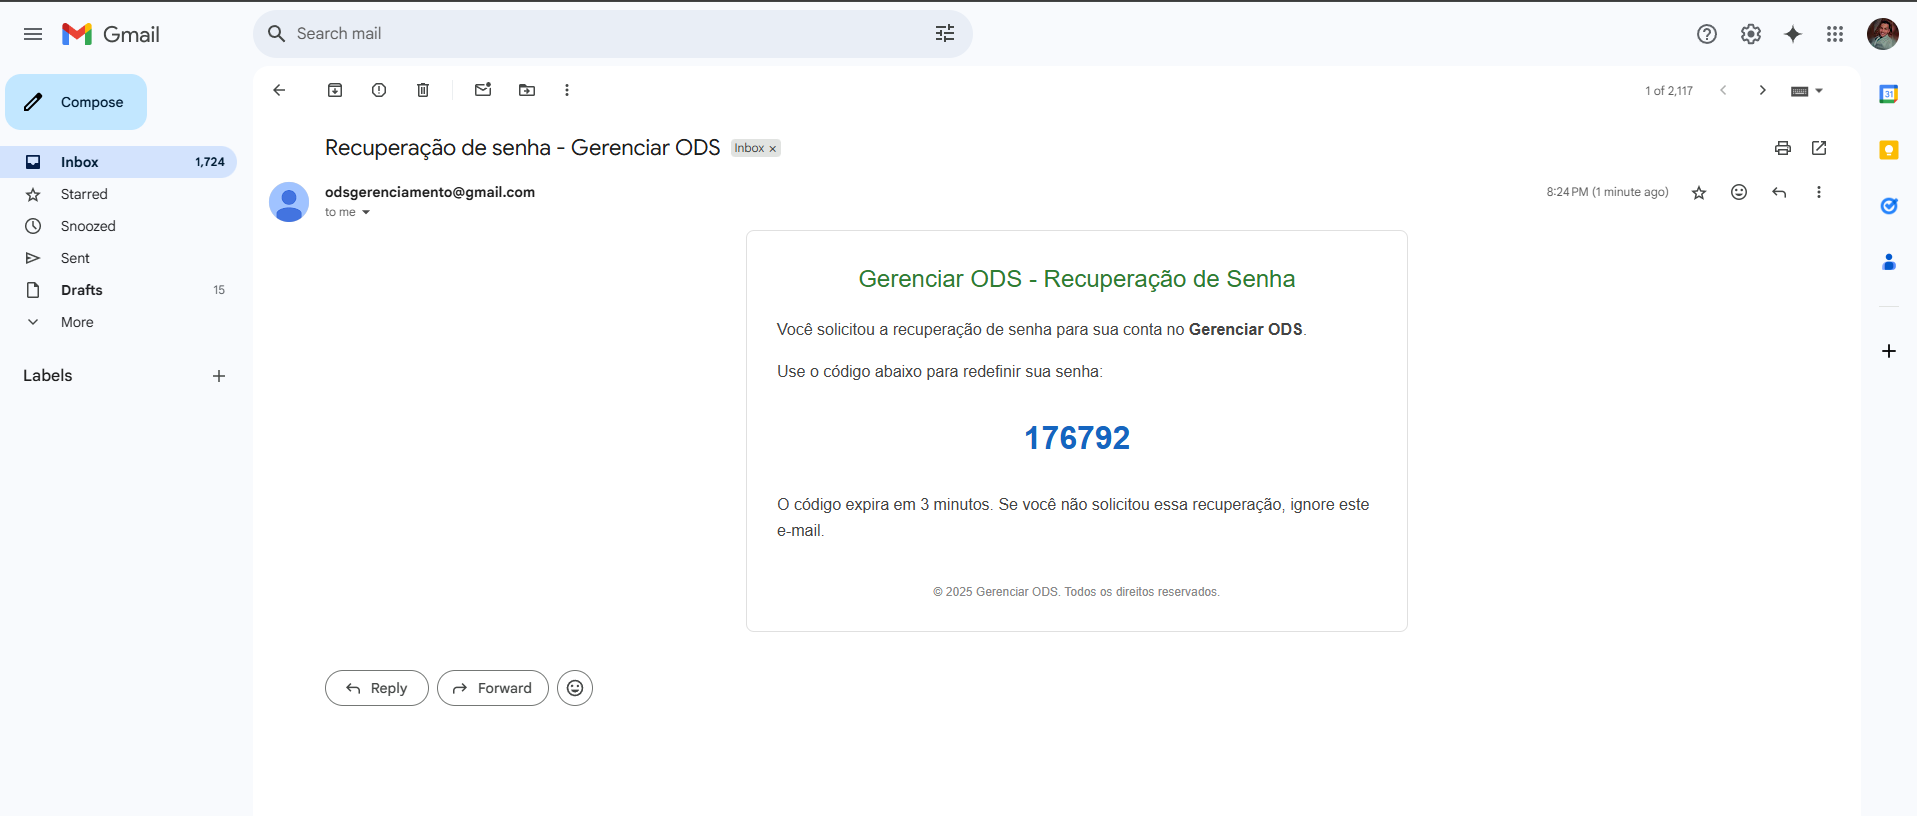 Gmail
Search mail
Compose
1 of 2,117
Recuperação de senha - Gerenciar ODS
Inbox ×
Inbox 1,724
Starred
Snoozed
Sent
Drafts 15
More
Labels
odsgerenciamento@gmail.com
to me
8:24 PM (1 minute ago)
Gerenciar ODS - Recuperação de Senha
Você solicitou a recuperação de senha para sua conta no Gerenciar ODS.
Use o código abaixo para redefinir sua senha:
176792
O código expira em 3 minutos. Se você não solicitou essa recuperação, ignore este
e-mail.
© 2025 Gerenciar ODS. Todos os direitos reservados.
Reply
Forward
31